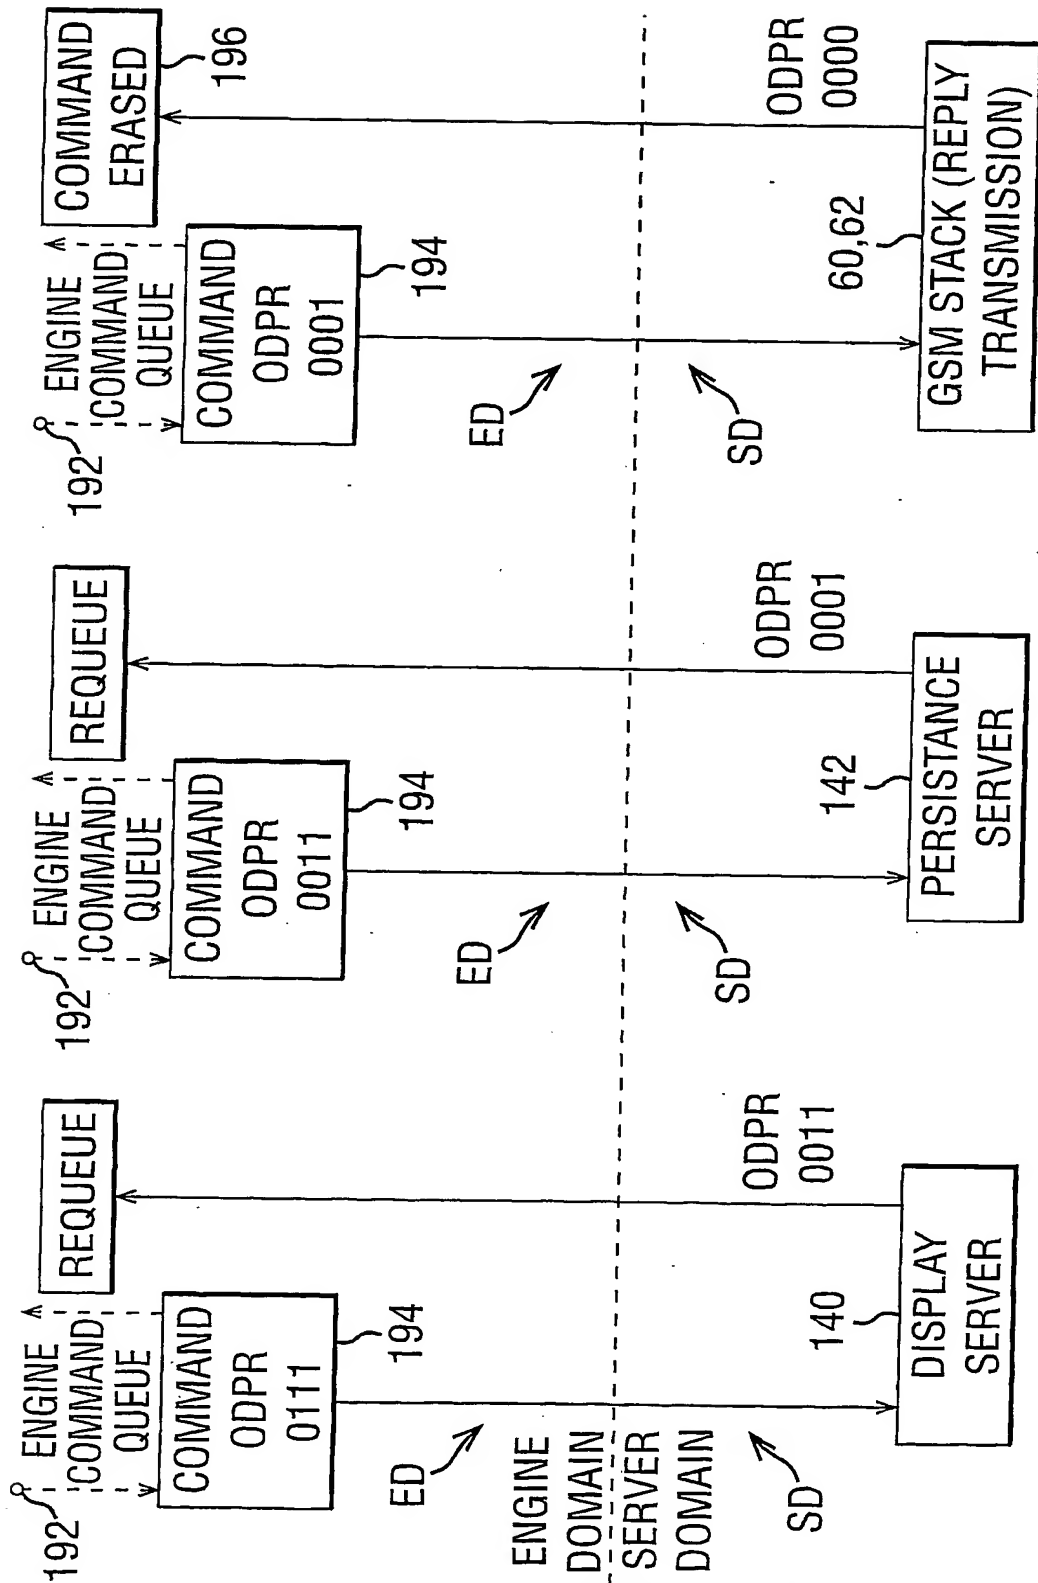 192
ENGINE
COMMAND
QUEUE
COMMAND
ODPR
0111
194
REQUEUE
ED
ENGINE
DOMAIN
SERVER
DOMAIN
SD
ODPR
0011
140
DISPLAY
SERVER
192
ENGINE
COMMAND
QUEUE
COMMAND
ODPR
0011
194
REQUEUE
ED
SD
ODPR
0001
142
PERSISTANCE
SERVER
192
ENGINE
COMMAND
QUEUE
COMMAND
ODPR
0001
194
COMMAND
ERASED
196
ED
SD
ODPR
0000
60,62
GSM STACK (REPLY
TRANSMISSION)